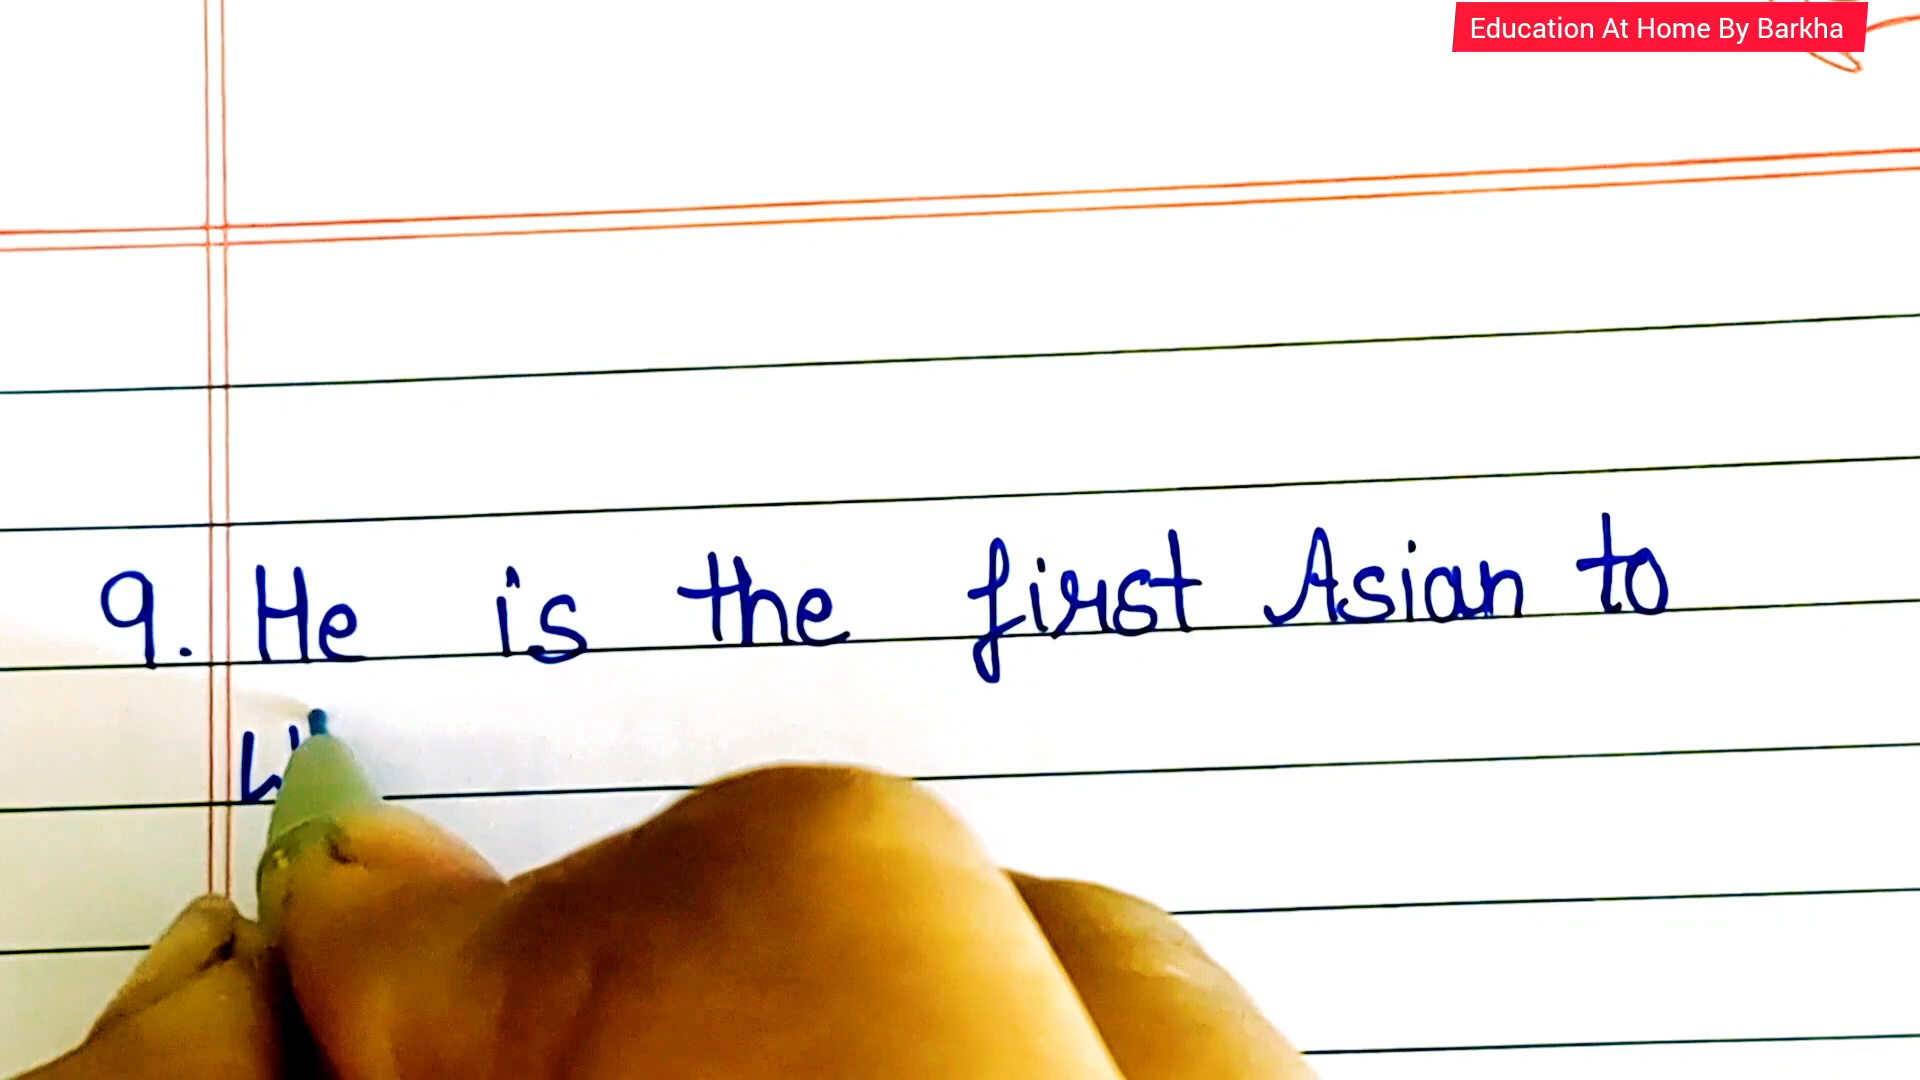 Education At Home By Barkha
9. He is the first Asian to